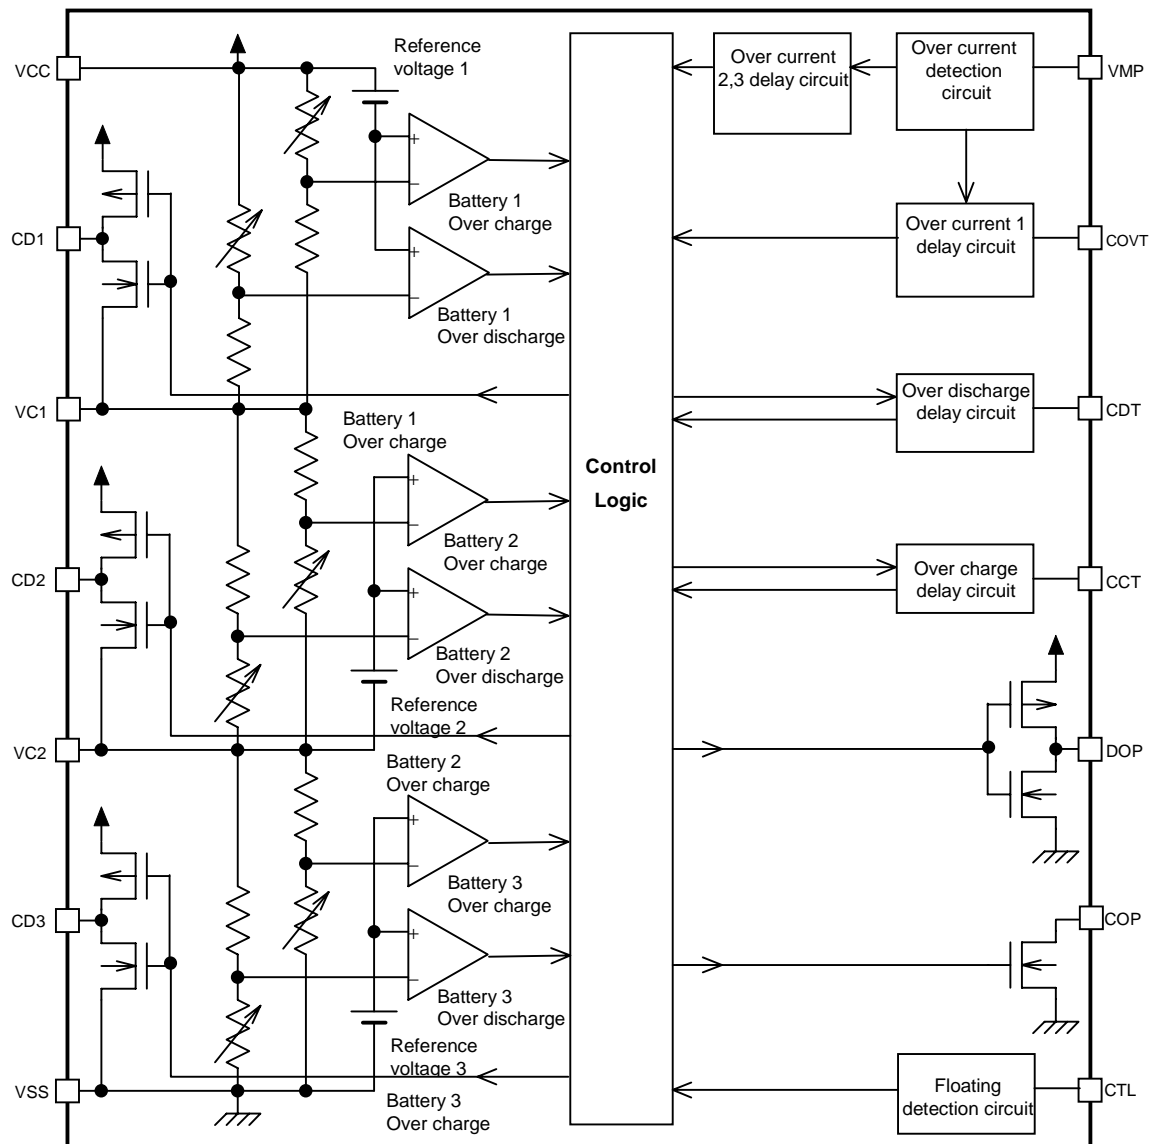 Reference
voltage 1
VCC
Over current
2,3 delay circuit
Over current
detection
circuit
VMP
+
−
Battery 1
Over charge
CD1
+
−
Battery 1
Over discharge
Over current 1
delay circuit
COVT
VC1
Battery 1
Over charge
Over discharge
delay circuit
CDT
Control
Logic
+
−
Battery 2
Over charge
CD2
+
−
Battery 2
Over discharge
Over charge
delay circuit
CCT
Reference
voltage 2
VC2
Battery 2
Over charge
DOP
+
−
Battery 3
Over charge
CD3
+
−
Battery 3
Over discharge
COP
Reference
voltage 3
VSS
Battery 3
Over charge
Floating
detection circuit
CTL